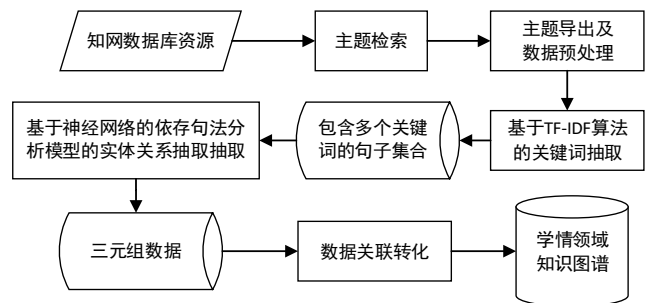 知网数据库资源
主题检索
主题导出及
数据预处理
基于TF-IDF算法
的关键词抽取
包含多个关键
词的句子集合
基于神经网络的依存句法分
析模型的实体关系抽取抽取
三元组数据
数据关联转化
学情领域
知识图谱